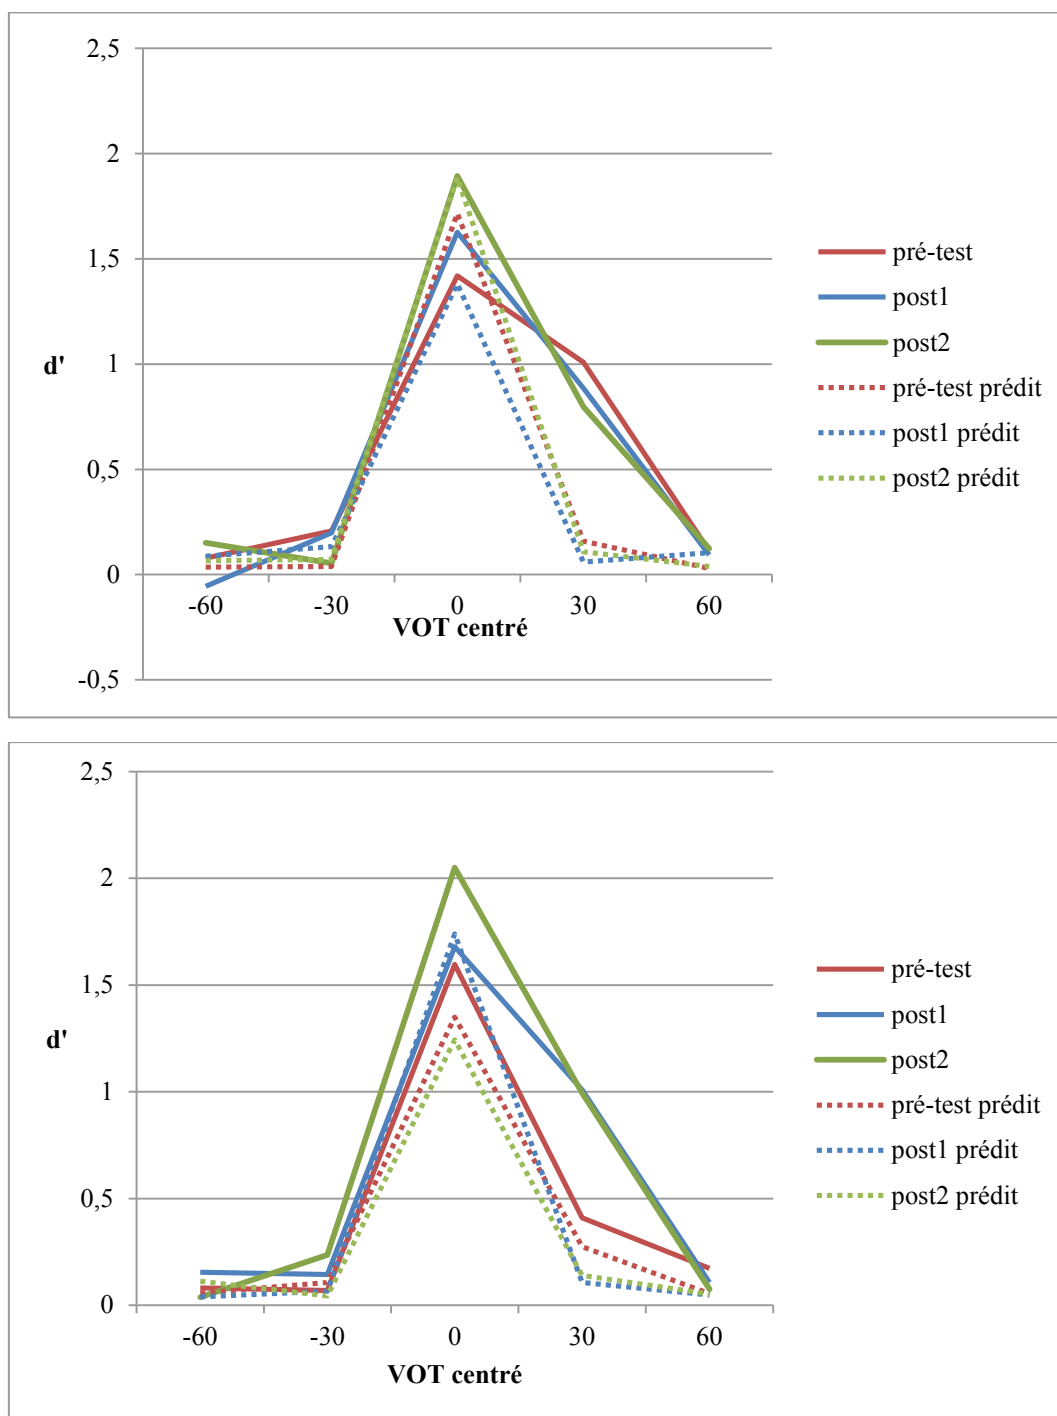 2,5
2
1,5
1
0,5
0
-0,5
d'
-60 -30 0 30 60
VOT centré
pré-test
post1
post2
pré-test prédit
post1 prédit
post2 prédit
2,5
2
1,5
1
0,5
0
d'
-60 -30 0 30 60
VOT centré
pré-test
post1
post2
pré-test prédit
post1 prédit
post2 prédit